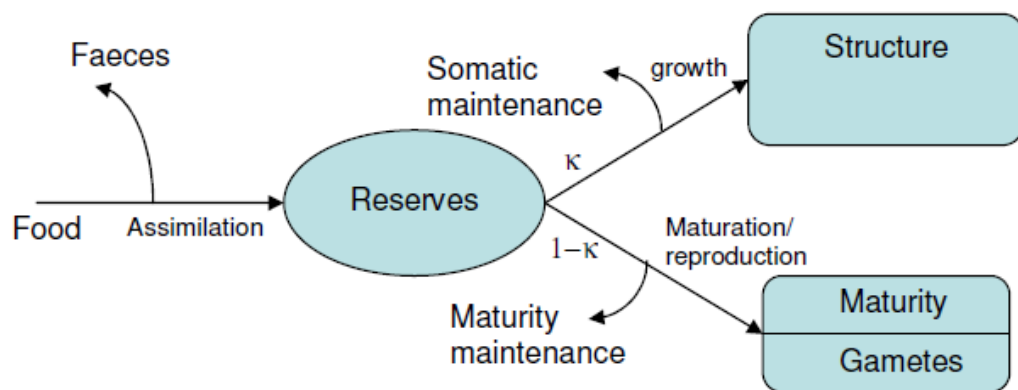 Faeces
Food
Assimilation
Reserves
Somatic
maintenance
growth
Structure
κ
1–κ
Maturation/
reproduction
Maturity
maintenance
Maturity
Gametes